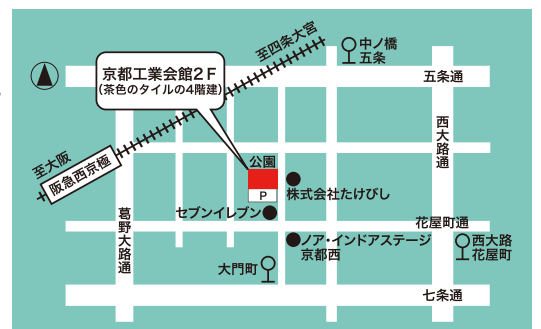 至四条大宮
中ノ橋
五条
京都工業会館2F
(茶色のタイルの4階建)
五条通
西大路通
至大阪
阪急西京極
公園
P
株式会社たけびし
セブンイレブン
葛野大路通
花屋町通
ノア・インドアステージ
京都西
西大路
花屋町
大門町
七条通